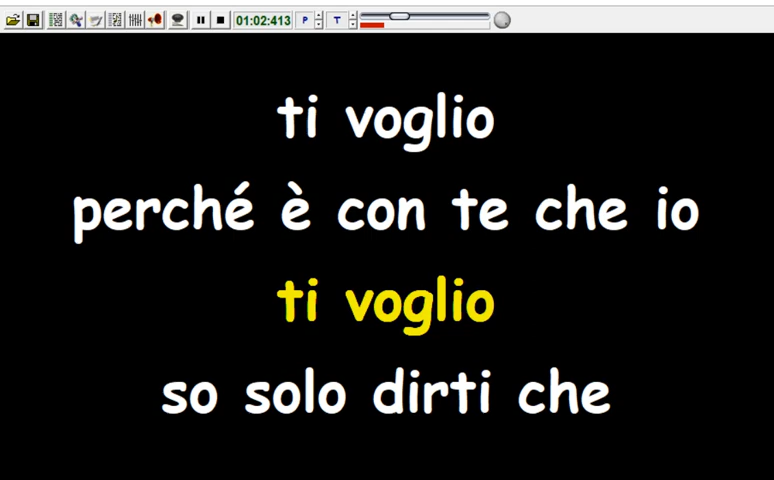 01:02:413 P T
ti voglio
perché è con te che io
ti voglio
so solo dirti che